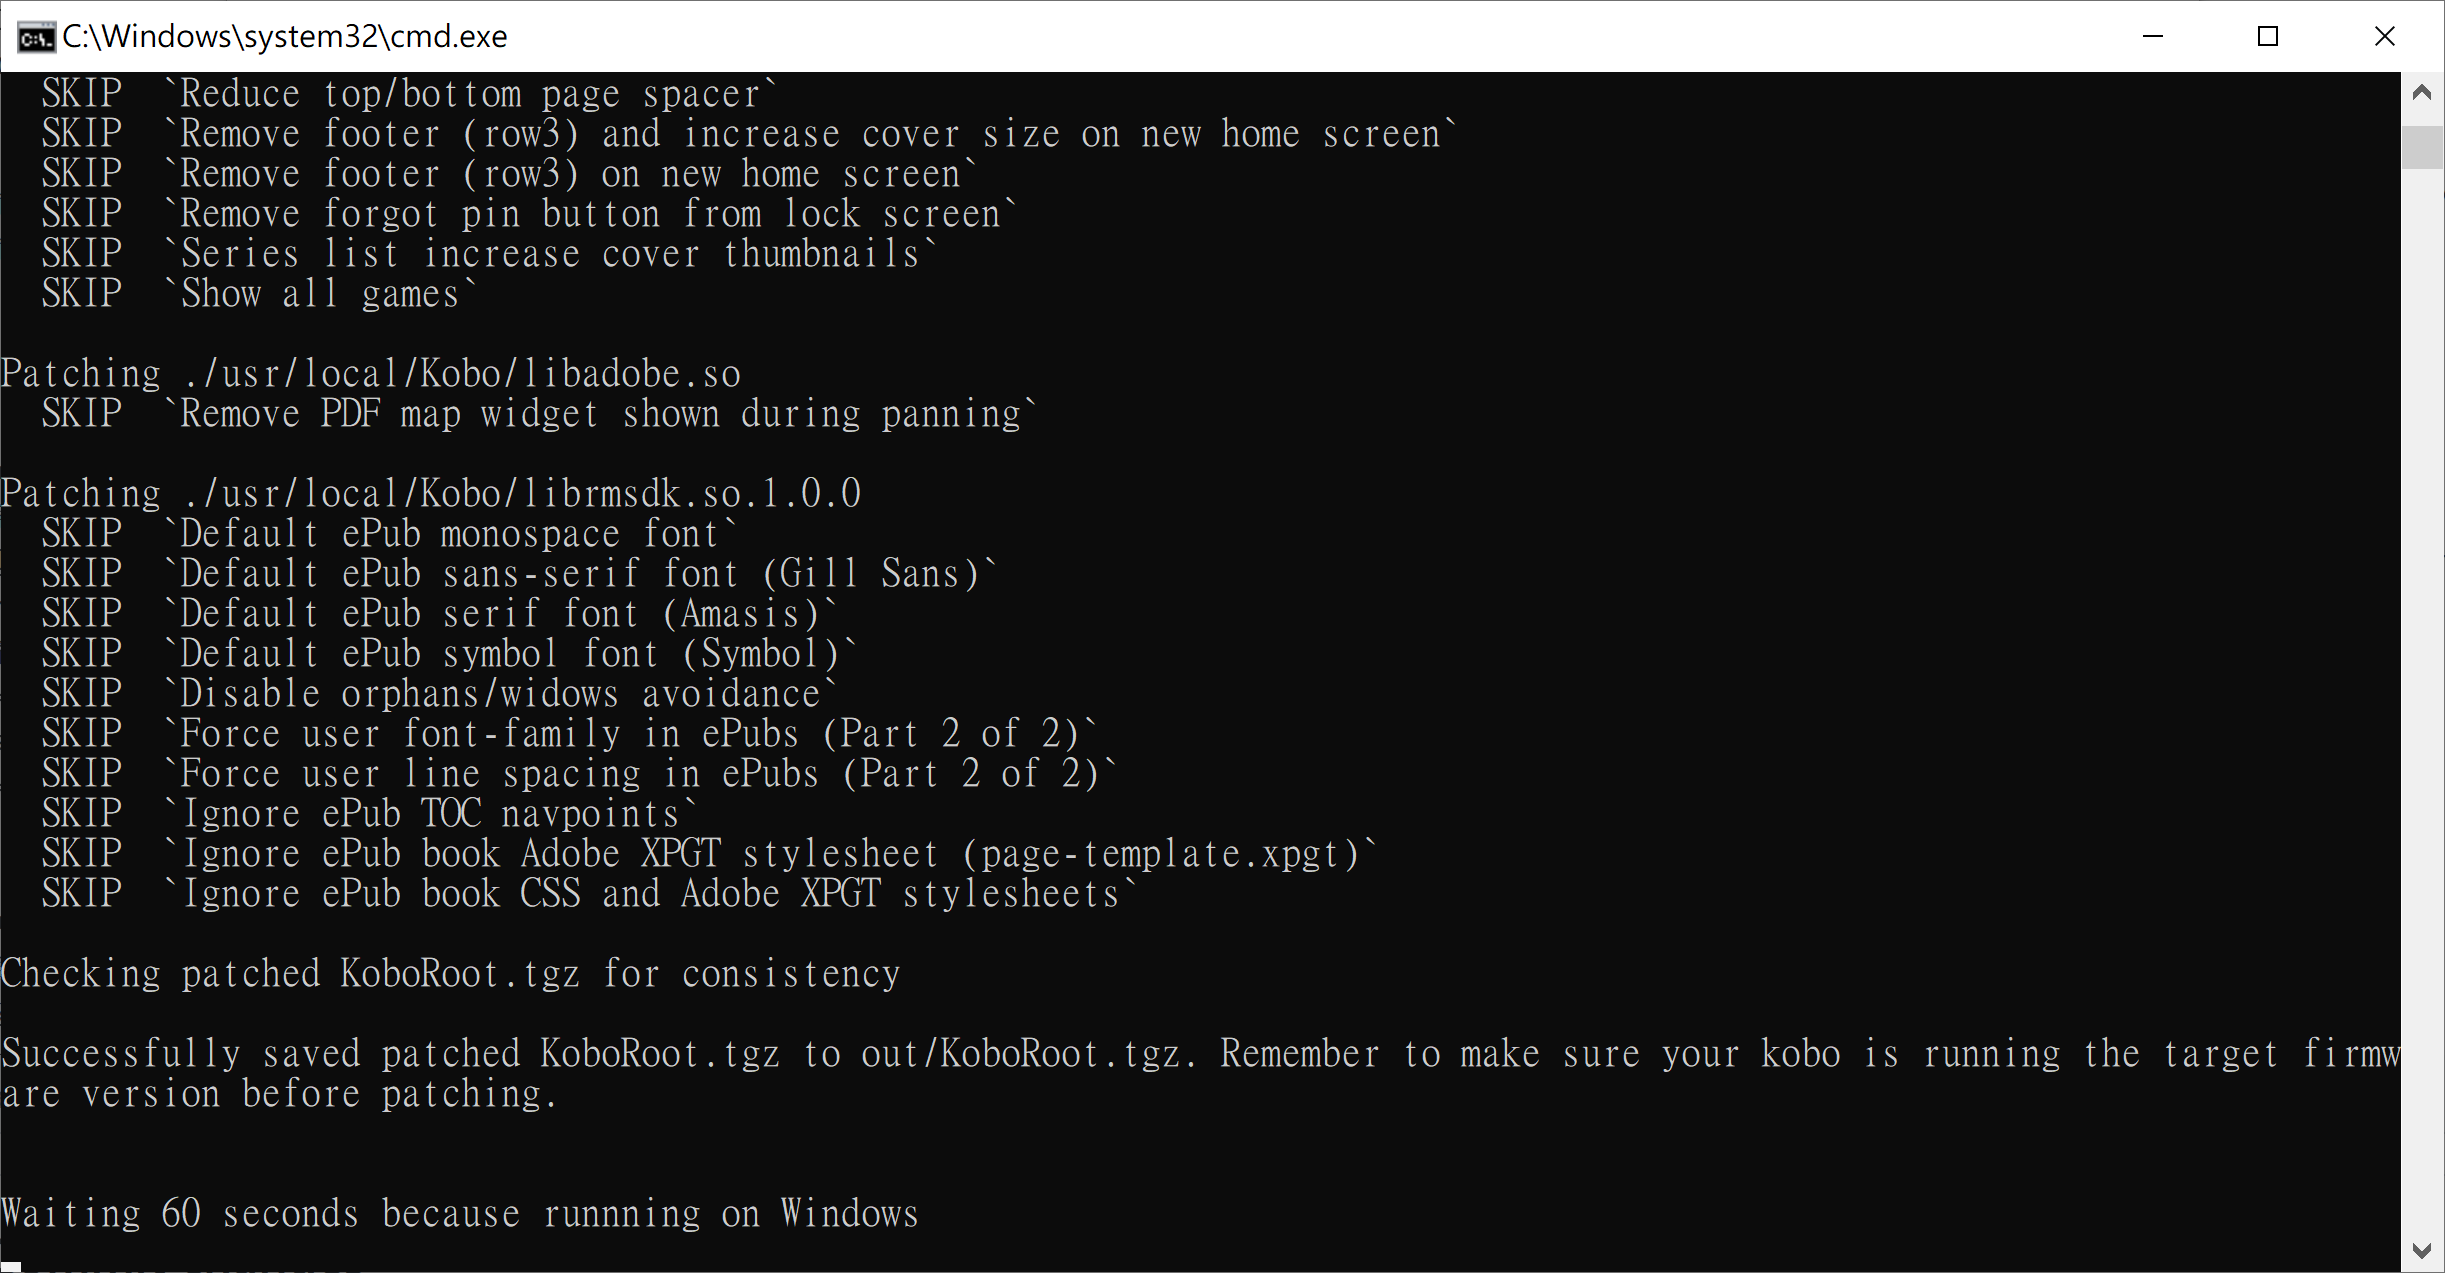 C:\Windows\system32\cmd.exe
SKIP `Reduce top/bottom page spacer`
SKIP `Remove footer (row3) and increase cover size on new home screen`
SKIP `Remove footer (row3) on new home screen`
SKIP `Remove forgot pin button from lock screen`
SKIP `Series list increase cover thumbnails`
SKIP `Show all games`
Patching ./usr/local/Kobo/libadobe.so
SKIP `Remove PDF map widget shown during panning`
Patching ./usr/local/Kobo/librmsdk.so.1.0.0
SKIP `Default ePub monospace font`
SKIP `Default ePub sans-serif font (Gill Sans)`
SKIP `Default ePub serif font (Amasis)`
SKIP `Default ePub symbol font (Symbol)`
SKIP `Disable orphans/widows avoidance`
SKIP `Force user font-family in ePubs (Part 2 of 2)`
SKIP `Force user line spacing in ePubs (Part 2 of 2)`
SKIP `Ignore ePub TOC navpoints`
SKIP `Ignore ePub book Adobe XPGT stylesheet (page-template.xpgt)`
SKIP `Ignore ePub book CSS and Adobe XPGT stylesheets`
Checking patched KoboRoot.tgz for consistency
Successfully saved patched KoboRoot.tgz to out/KoboRoot.tgz. Remember to make sure your kobo is running the target firmw
are version before patching.
Waiting 60 seconds because runnning on Windows